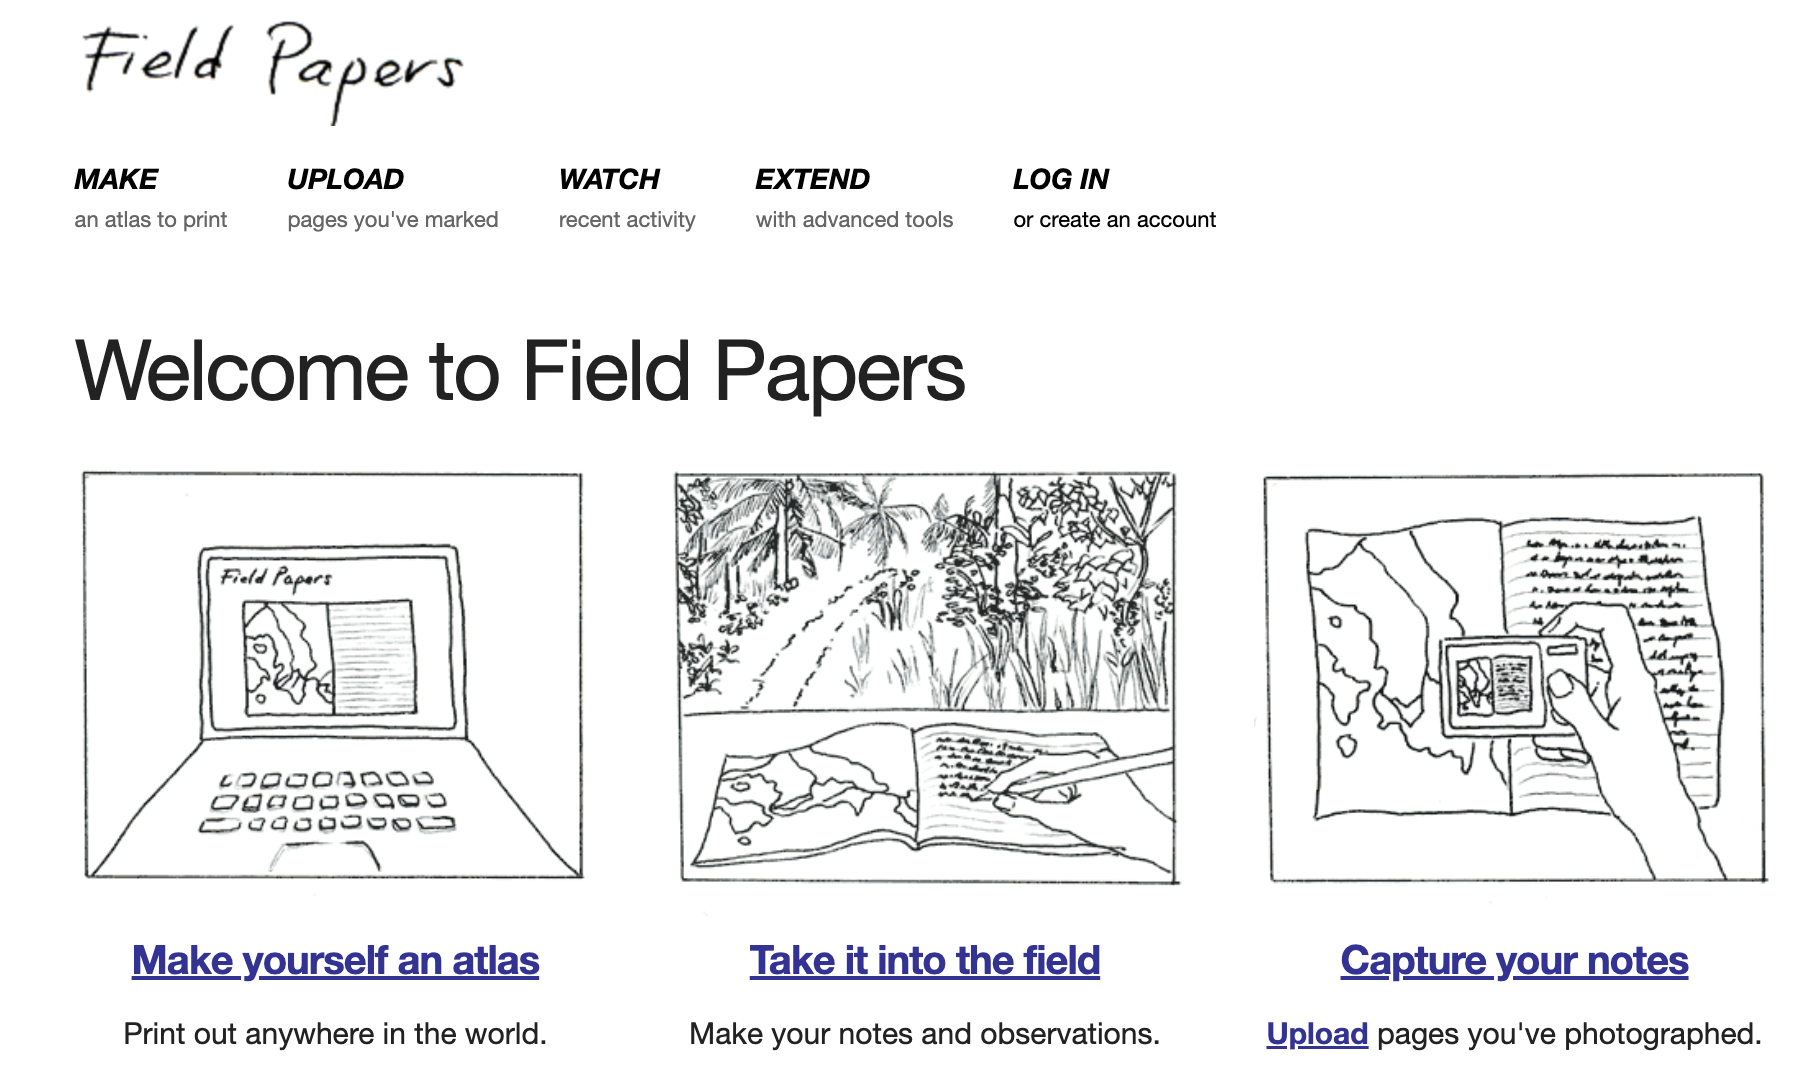 Field Papers
MAKE
an atlas to print
UPLOAD
pages you've marked
WATCH
recent activity
EXTEND
with advanced tools
LOG IN
or create an account
Welcome to Field Papers
Field Papers
Make yourself an atlas
Print out anywhere in the world.
Take it into the field
Make your notes and observations.
Capture your notes
Upload pages you've photographed.